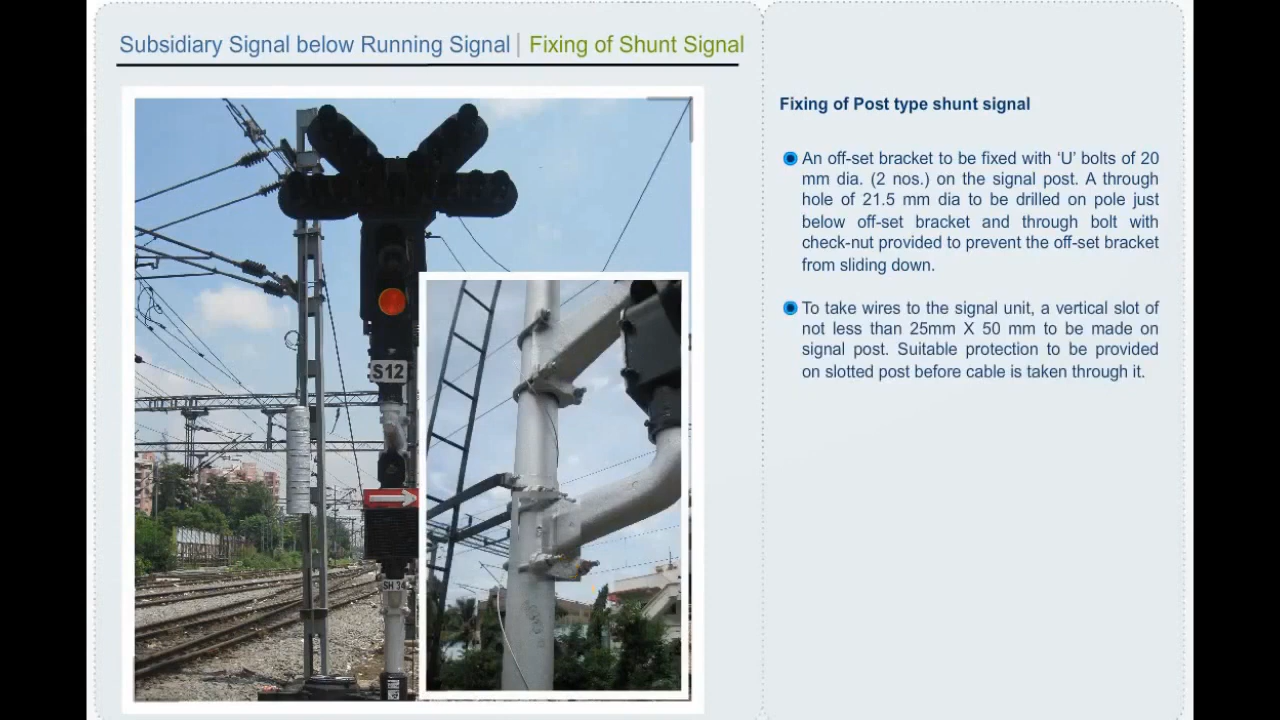 Subsidiary Signal below Running Signal | Fixing of Shunt Signal
S12
SH 34
Fixing of Post type shunt signal
An off-set bracket to be fixed with ‘U’ bolts of 20
mm dia. (2 nos.) on the signal post. A through
hole of 21.5 mm dia to be drilled on pole just
below off-set bracket and through bolt with
check-nut provided to prevent the off-set bracket
from sliding down.
To take wires to the signal unit, a vertical slot of
not less than 25mm X 50 mm to be made on
signal post. Suitable protection to be provided
on slotted post before cable is taken through it.